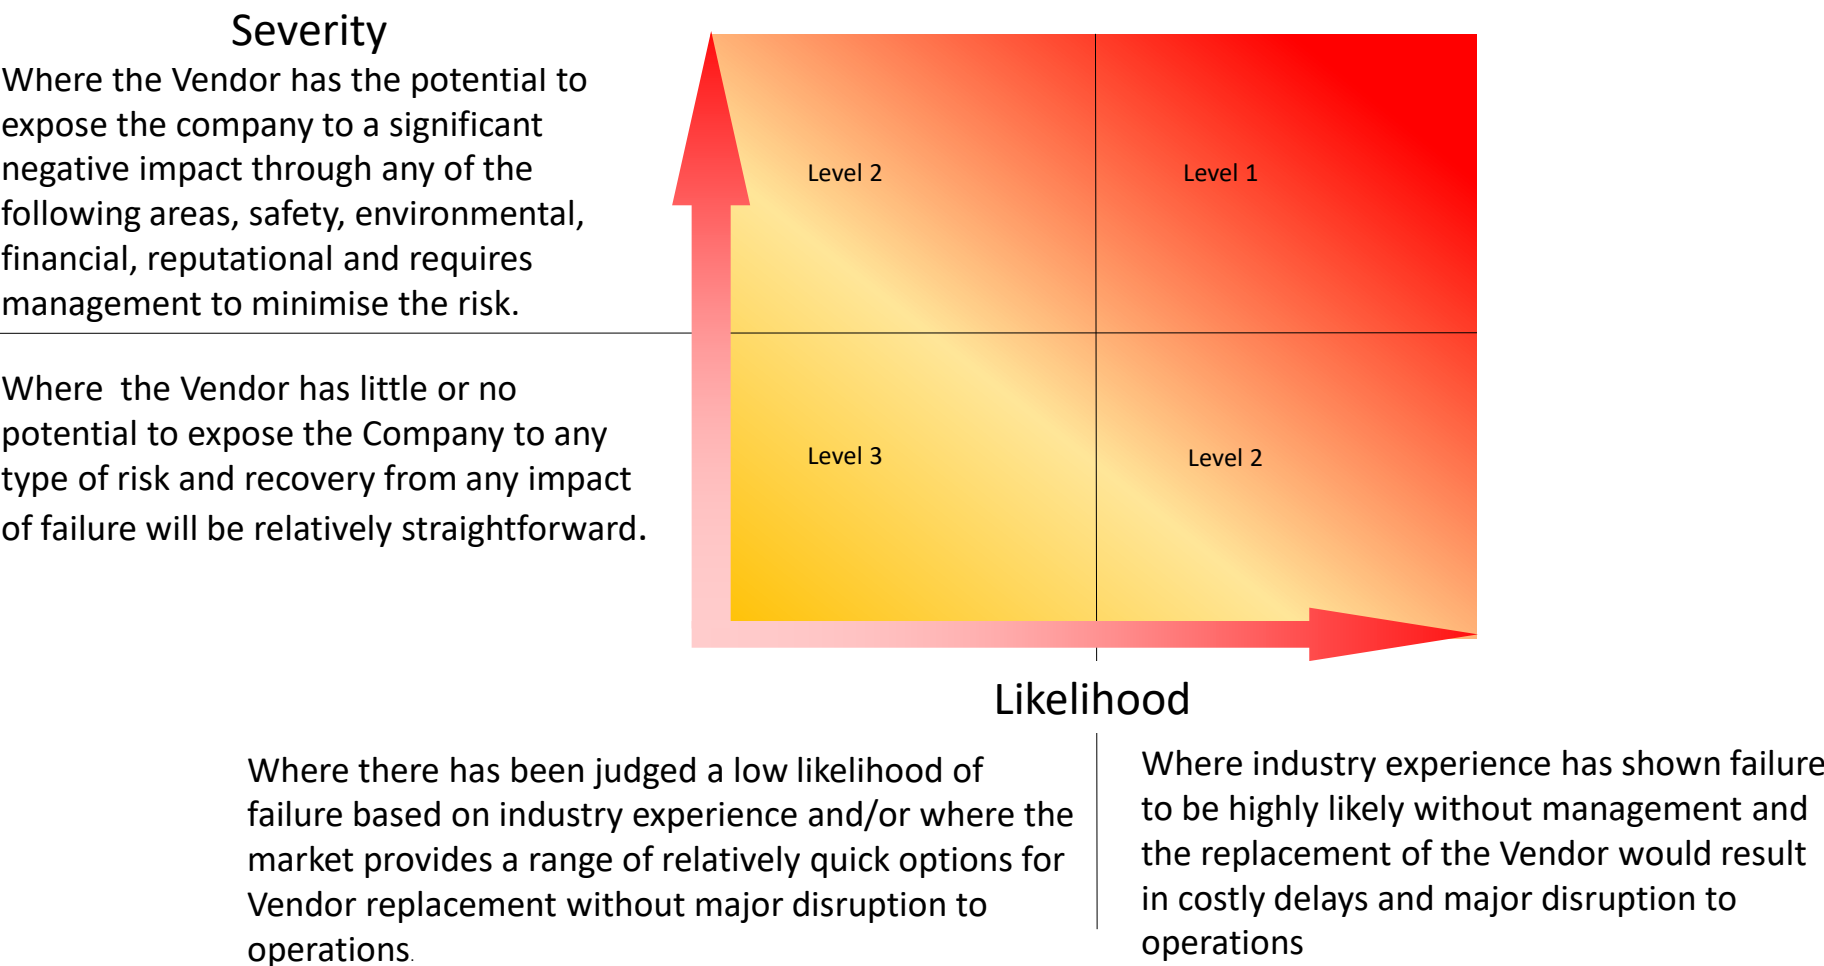 Severity
Where the Vendor has the potential to
expose the company to a significant
negative impact through any of the
following areas, safety, environmental,
financial, reputational and requires
management to minimise the risk.
Where  the Vendor has little or no
potential to expose the Company to any
type of risk and recovery from any impact
of failure will be relatively straightforward.
Level 2
Level 1
Level 3
Level 2
Likelihood
Where there has been judged a low likelihood of
failure based on industry experience and/or where the
market provides a range of relatively quick options for
Vendor replacement without major disruption to
operations.
Where industry experience has shown failure
to be highly likely without management and
the replacement of the Vendor would result
in costly delays and major disruption to
operations